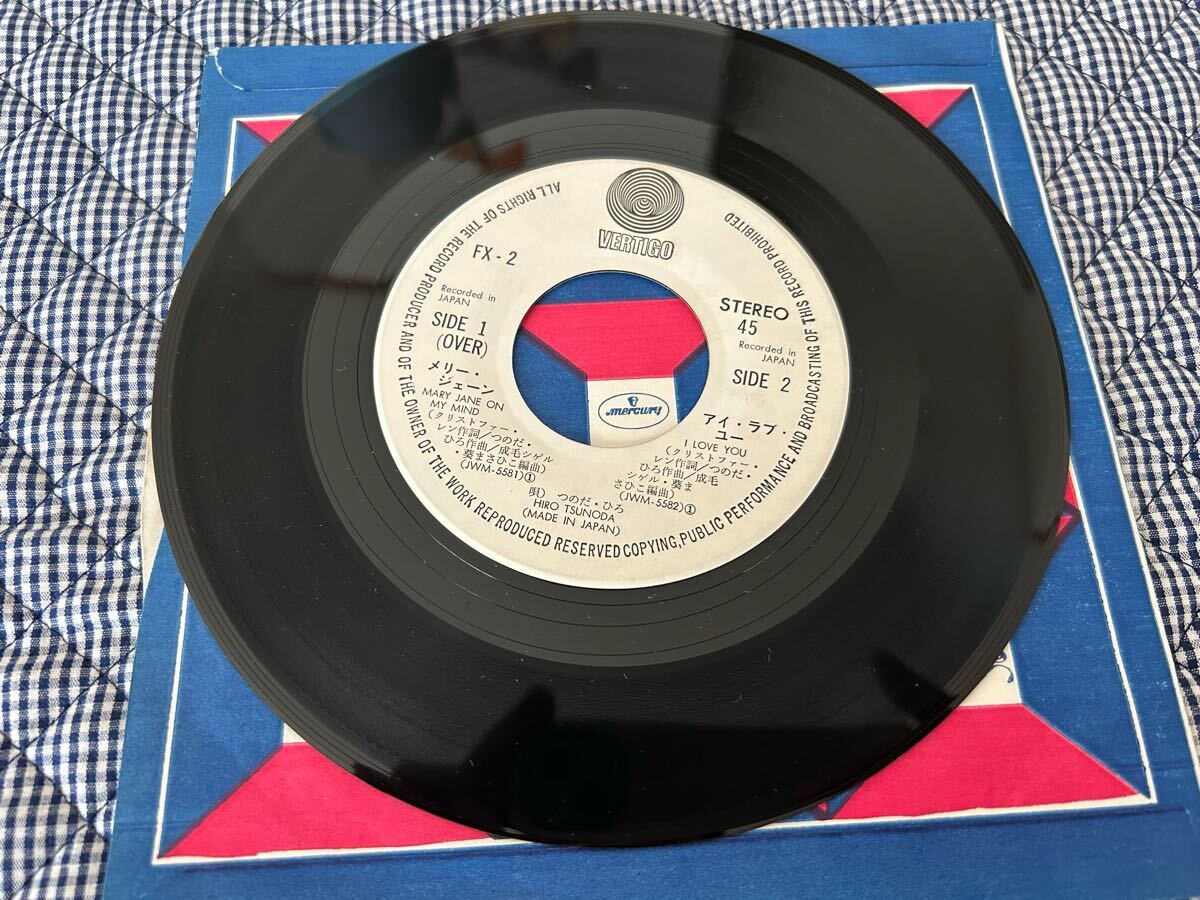 VERTIGO
FX-2
Recorded in
JAPAN
SIDE 1
(OVER)
メリー・
ジェーン
MARY JANE ON
MY MIND
(クリストファー・
レン作詞/つのだ・
ひろ作曲/成毛シゲル
・葵まさひこ編曲)
(JWM-5581)①
STEREO
45
Recorded in
JAPAN
SIDE 2
アイ・ラブ・
ユー
I LOVE YOU
(クリストファー・
レン作詞/つのだ・
ひろ作曲/成毛
シゲル・葵ま
さひこ編曲)
(JWM-5582)①
唄) つのだ・ひろ
HIRO TSUNODA
(MADE IN JAPAN)
ALL RIGHTS OF THE RECORD PRODUCER AND OF THE OWNER OF THE WORK REPRODUCED RESERVED COPYING, PUBLIC PERFORMANCE AND BROADCASTING OF THIS RECORD PROHIBITED
mercury